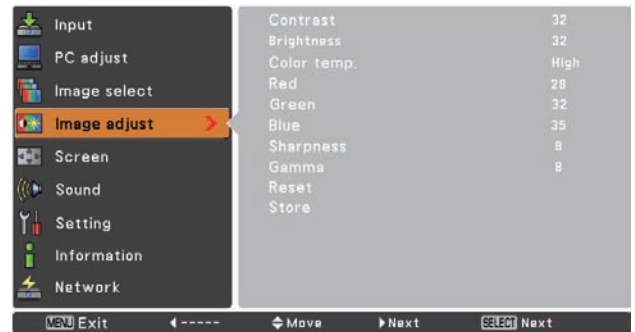 Input
PC adjust
Image select
Image adjust
Screen
Sound
Setting
Information
Network
Contrast 32
Brightness 32
Color temp. High
Red 28
Green 32
Blue 35
Sharpness 8
Gamma 8
Reset
Store
MENU Exit ◀----- Move ▶Next SELECT Next